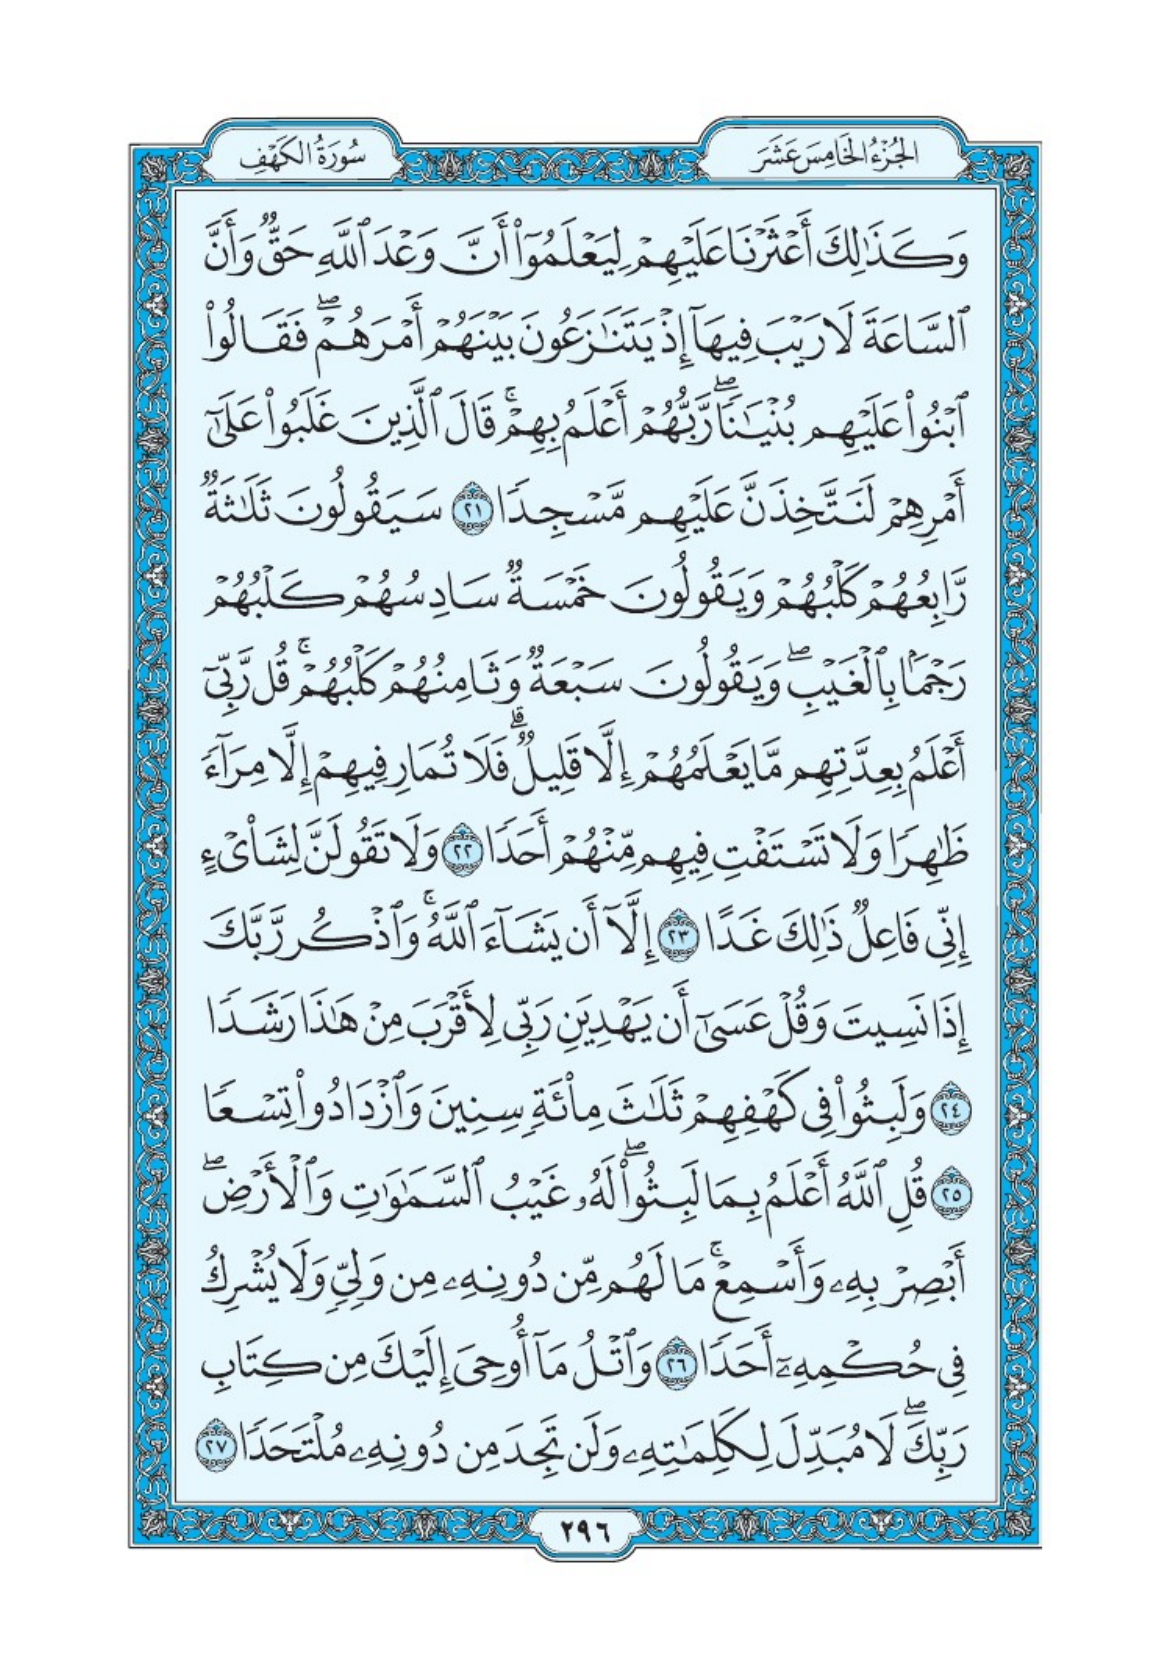 الجُزْءُ الخَامِسَ عَشَرَ
سُورَةُ الكَهْفِ
وَكَذَٰلِكَ أَعْثَرْنَا عَلَيْهِمْ لِيَعْلَمُوٓا۟ أَنَّ وَعْدَ ٱللَّهِ حَقٌّ وَأَنَّ
ٱلسَّاعَةَ لَا رَيْبَ فِيهَآ إِذْ يَتَنَٰزَعُونَ بَيْنَهُمْ أَمْرَهُمْ ۖ فَقَالُوا۟
ٱبْنُوا۟ عَلَيْهِم بُنْيَٰنًا ۖ رَّبُّهُمْ أَعْلَمُ بِهِمْ ۚ قَالَ ٱلَّذِينَ غَلَبُوا۟ عَلَىٰٓ
أَمْرِهِمْ لَنَتَّخِذَنَّ عَلَيْهِم مَّسْجِدًا ٢١ سَيَقُولُونَ ثَلَٰثَةٌ
رَّابِعُهُمْ كَلْبُهُمْ وَيَقُولُونَ خَمْسَةٌ سَادِسُهُمْ كَلْبُهُمْ
رَجْمًۢا بِٱلْغَيْبِ ۖ وَيَقُولُونَ سَبْعَةٌ وَثَامِنُهُمْ كَلْبُهُمْ ۚ قُل رَّبِّىٓ
أَعْلَمُ بِعِدَّتِهِم مَّا يَعْلَمُهُمْ إِلَّا قَلِيلٌ ۗ فَلَا تُمَارِ فِيهِمْ إِلَّا مِرَآءً
ظَٰهِرًا وَلَا تَسْتَفْتِ فِيهِم مِّنْهُمْ أَحَدًا ٢٢ وَلَا تَقُولَنَّ لِشَا۟ىْءٍ
إِنِّى فَاعِلٌ ذَٰلِكَ غَدًا ٢٣ إِلَّآ أَن يَشَآءَ ٱللَّهُ ۚ وَٱذْكُر رَّبَّكَ
إِذَا نَسِيتَ وَقُلْ عَسَىٰٓ أَن يَهْدِيَنِ رَبِّى لِأَقْرَبَ مِنْ هَٰذَا رَشَدًا
٢٤ وَلَبِثُوا۟ فِى كَهْفِهِمْ ثَلَٰثَ مِا۟ئَةٍ سِنِينَ وَٱزْدَادُوا۟ تِسْعًا
٢٥ قُلِ ٱللَّهُ أَعْلَمُ بِمَا لَبِثُوا۟ ۖ لَهُۥ غَيْبُ ٱلسَّمَٰوَٰتِ وَٱلْأَرْضِ ۖ
أَبْصِرْ بِهِۦ وَأَسْمِعْ ۚ مَا لَهُم مِّن دُونِهِۦ مِن وَلِىٍّ وَلَا يُشْرِكُ
فِى حُكْمِهِۦٓ أَحَدًا ٢٦ وَٱتْلُ مَآ أُوحِىَ إِلَيْكَ مِن كِتَابِ
رَبِّكَ ۖ لَا مُبَدِّلَ لِكَلِمَٰتِهِۦ وَلَن تَجِدَ مِن دُونِهِۦ مُلْتَحَدًا ٢٧
٢٩٦